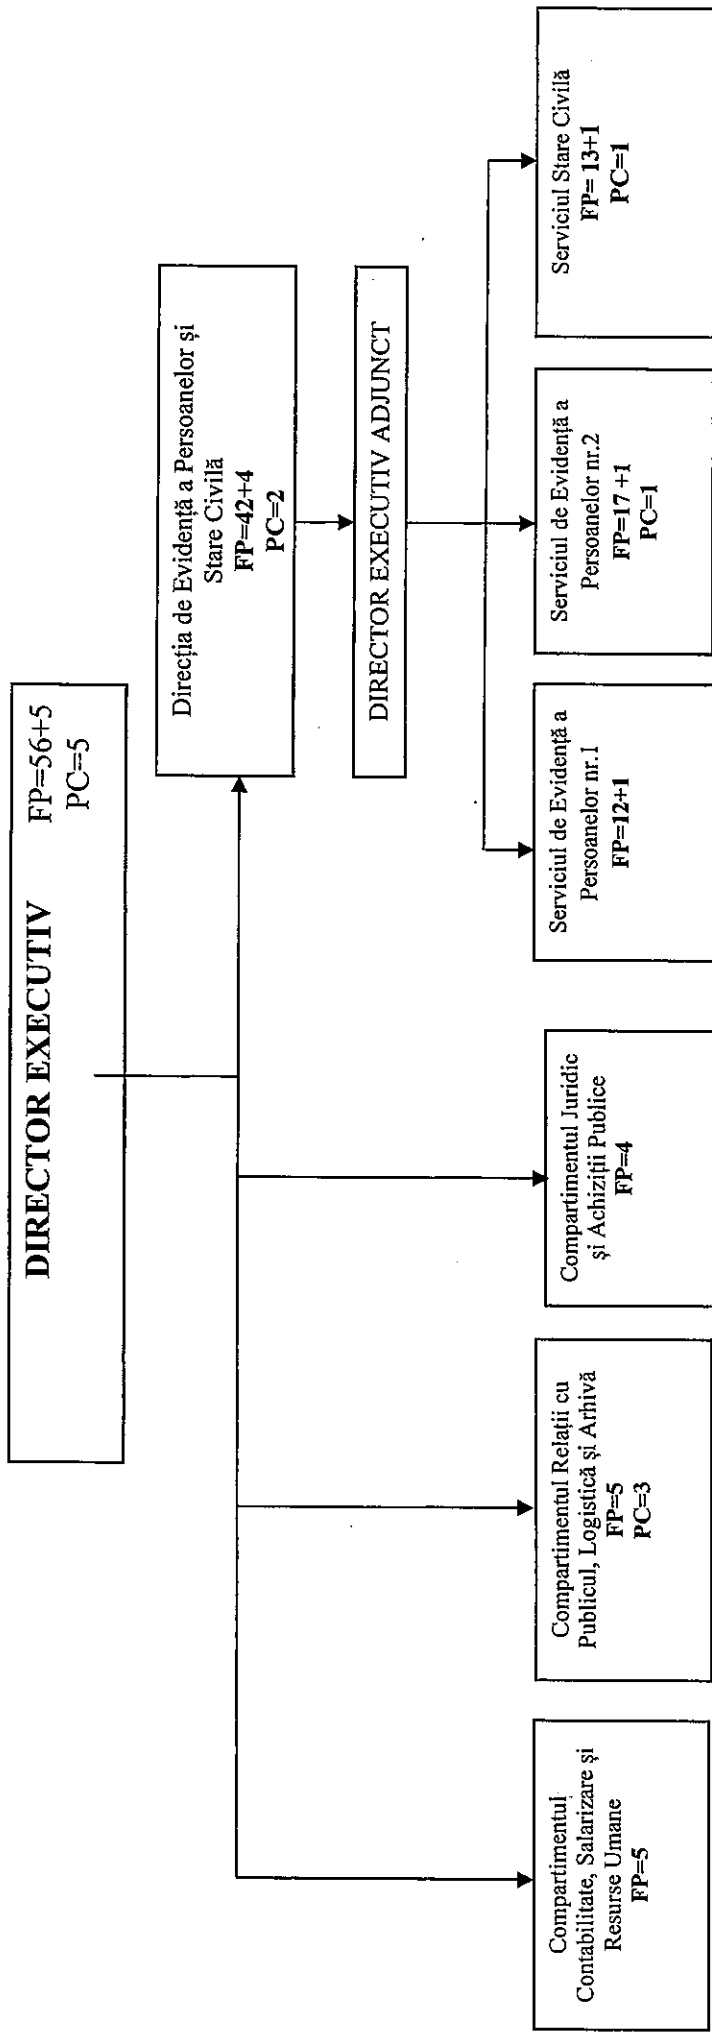 DIRECTOR EXECUTIV FP=56+5
PC=5
Direcția de Evidență a Persoanelor și
Stare Civilă
FP=42+4
PC=2
DIRECTOR EXECUTIV ADJUNCT
Compartimentul
Contabilitate, Salarizare și
Resurse Umane
FP=5
Compartimentul Relații cu
Publicul, Logistică și Arhivă
FP=5
PC=3
Compartimentul Juridic
și Achiziții Publice
FP=4
Serviciul de Evidență a
Persoanelor nr.1
FP=12+1
Serviciul de Evidență a
Persoanelor nr.2
FP=17+1
PC=1
Serviciul Stare Civilă
FP= 13+1
PC=1